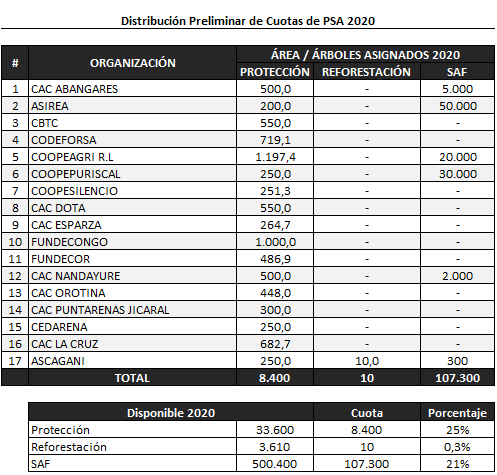 Distribución Preliminar de Cuotas de PSA 2020
# ORGANIZACIÓN ÁREA / ÁRBOLES ASIGNADOS 2020
PROTECCIÓN REFORESTACIÓN SAF
1 CAC ABANGARES 500,0 - 5.000
2 ASIREA 200,0 - 50.000
3 CBTC 550,0 - -
4 CODEFORSA 719,1 - -
5 COOPEAGRI R.L 1.197,4 - 20.000
6 COOPEPURISCAL 250,0 - 30.000
7 COOPESILENCIO 251,3 - -
8 CAC DOTA 550,0 - -
9 CAC ESPARZA 264,7 - -
10 FUNDECONGO 1.000,0 - -
11 FUNDECOR 486,9 - -
12 CAC NANDAYURE 500,0 - 2.000
13 CAC OROTINA 448,0 - -
14 CAC PUNTARENAS JICARAL 300,0 - -
15 CEDARENA 250,0 - -
16 CAC LA CRUZ 682,7 - -
17 ASCAGANI 250,0 10,0 300
TOTAL 8.400 10 107.300
Disponible 2020 Cuota Porcentaje
Protección 33.600 8.400 25%
Reforestación 3.610 10 0,3%
SAF 500.400 107.300 21%